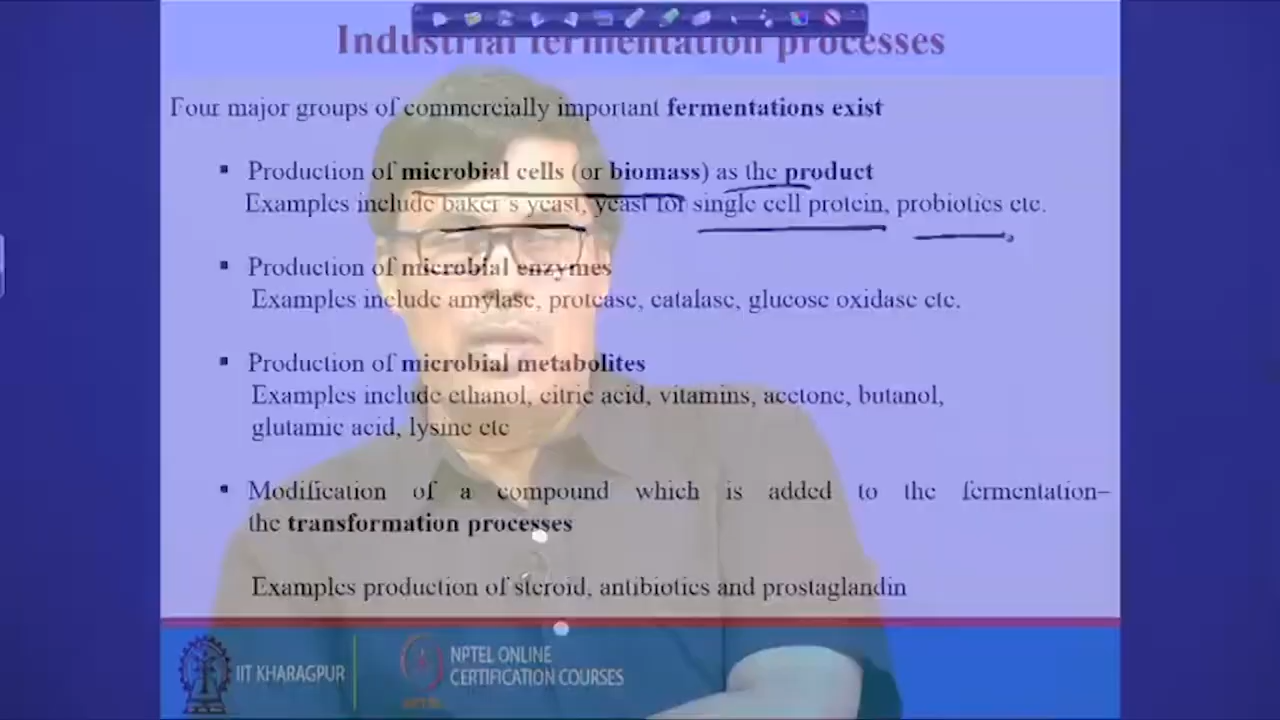 Industrial fermentation processes
Four major groups of commercially important fermentations exist
▪ Production of microbial cells (or biomass) as the product
Examples include baker's yeast, yeast for single cell protein, probiotics etc.
▪ Production of microbial enzymes
Examples include amylase, protease, catalase, glucose oxidase etc.
▪ Production of microbial metabolites
Examples include ethanol, citric acid, vitamins, acetone, butanol,
glutamic acid, lysine etc
▪ Modification of a compound which is added to the fermentation–
the transformation processes
Examples production of steroid, antibiotics and prostaglandin
IIT KHARAGPUR
NPTEL ONLINE
CERTIFICATION COURSES